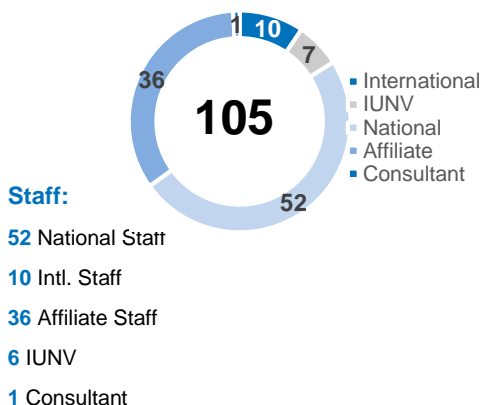 1 10
7
36
105
52
International
IUNV
National
Affiliate
Consultant
Staff:
52 National Staff
10 Intl. Staff
36 Affiliate Staff
6 IUNV
1 Consultant